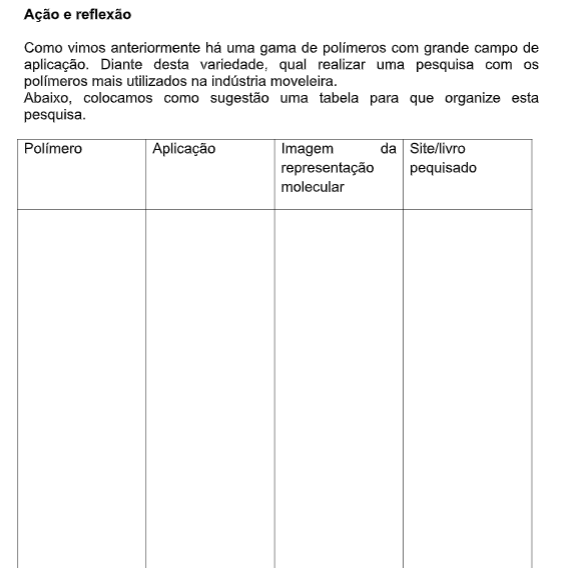 Ação e reflexão
Como vimos anteriormente há uma gama de polímeros com grande campo de
aplicação. Diante desta variedade, qual realizar uma pesquisa com os
polímeros mais utilizados na indústria moveleira.
Abaixo, colocamos como sugestão uma tabela para que organize esta
pesquisa.
Polímero
Aplicação
Imagem da
representação
molecular
Site/livro
pequisado